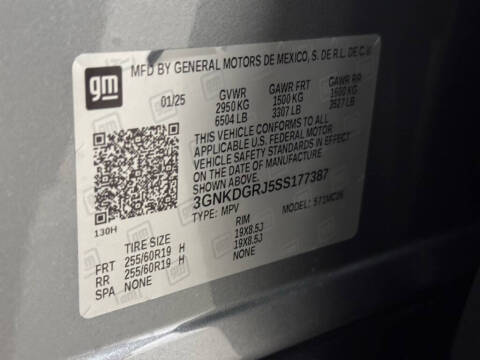 gm
MFD BY GENERAL MOTORS DE MEXICO, S. DE R.L. DE C.V.
01/25 GVWR GAWR FRT GAWR RR
2950 KG 1500 KG 1600 KG
6504 LB 3307 LB 3527 LB
THIS VEHICLE CONFORMS TO ALL
APPLICABLE U.S. FEDERAL MOTOR
VEHICLE SAFETY STANDARDS IN EFFECT
ON THE DATE OF MANUFACTURE
3GNKDGRJ5SS177387
TYPE: MPV MODEL:
130H
TIRE SIZE RIM
FRT 255/60R19 H 19X8.5J
RR 255/60R19 H 19X8.5J
SPA NONE NONE